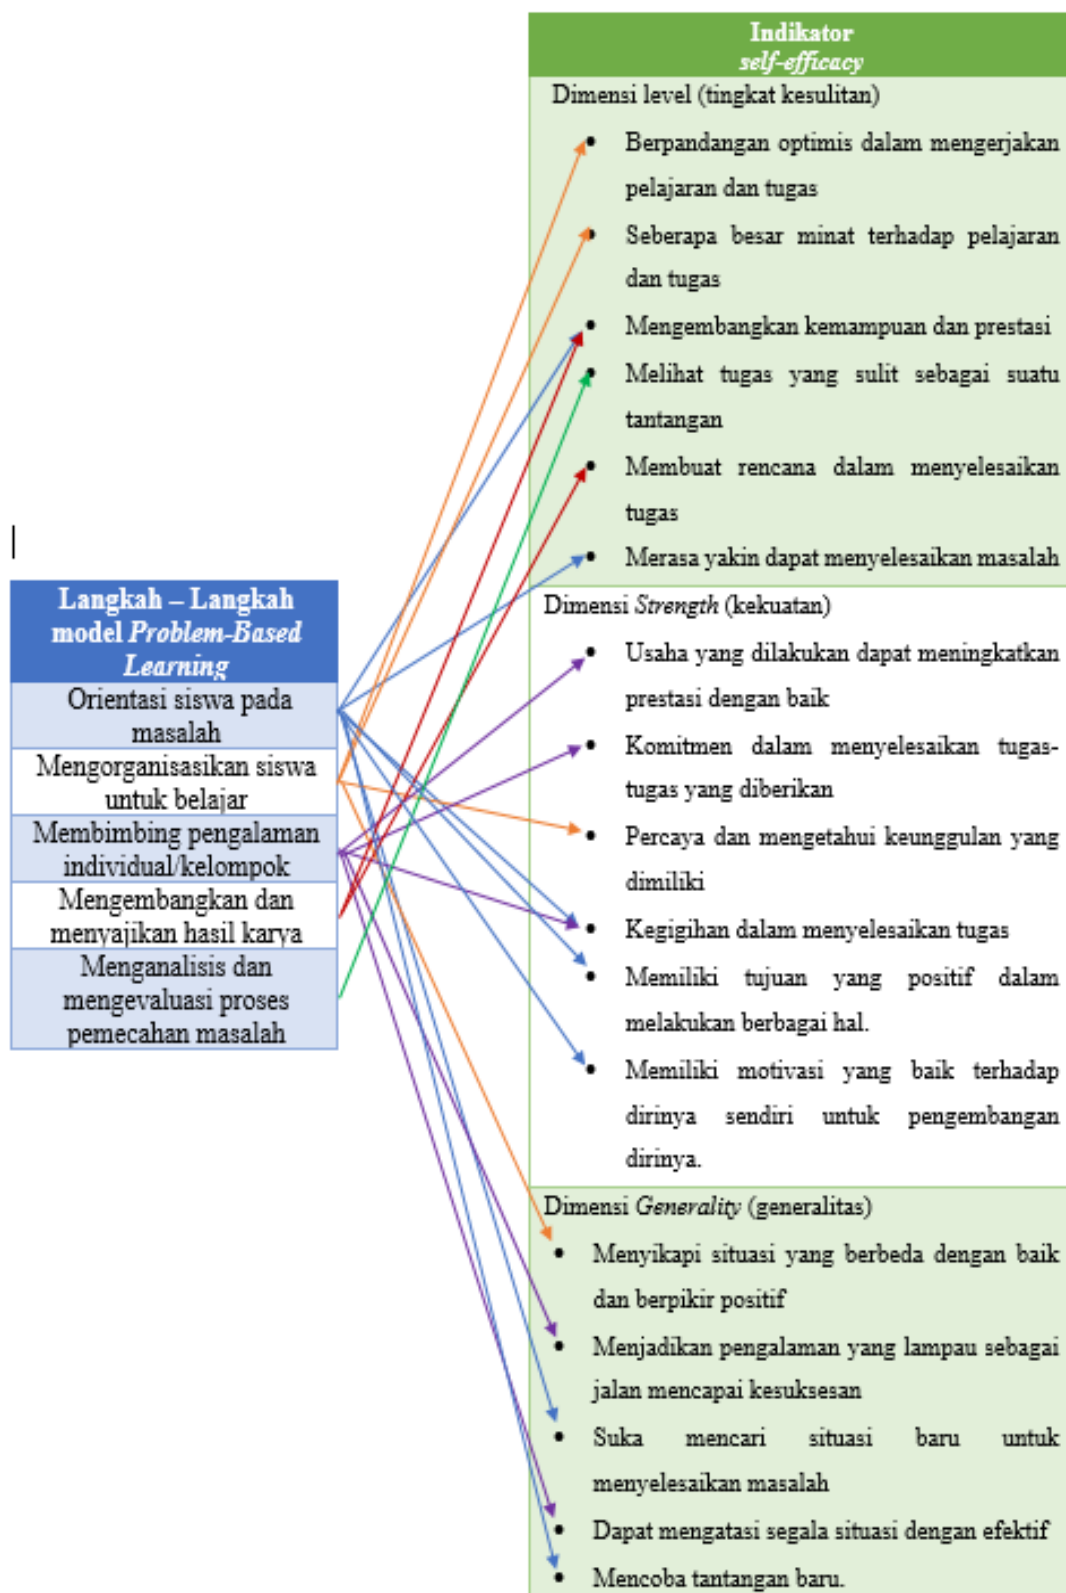 Indikator
self-efficacy
Dimensi level (tingkat kesulitan)
• Berpandangan optimis dalam mengerjakan
pelajaran dan tugas
• Seberapa besar minat terhadap pelajaran
dan tugas
• Mengembangkan kemampuan dan prestasi
• Melihat tugas yang sulit sebagai suatu
tantangan
• Membuat rencana dalam menyelesaikan
tugas
• Merasa yakin dapat menyelesaikan masalah
Dimensi Strength (kekuatan)
• Usaha yang dilakukan dapat meningkatkan
prestasi dengan baik
• Komitmen dalam menyelesaikan tugas-
tugas yang diberikan
• Percaya dan mengetahui keunggulan yang
dimiliki
• Kegigihan dalam menyelesaikan tugas
• Memiliki tujuan yang positif dalam
melakukan berbagai hal.
• Memiliki motivasi yang baik terhadap
dirinya sendiri untuk pengembangan
dirinya.
Dimensi Generality (generalitas)
• Menyikapi situasi yang berbeda dengan baik
dan berpikir positif
• Menjadikan pengalaman yang lampau sebagai
jalan mencapai kesuksesan
• Suka mencari situasi baru untuk
menyelesaikan masalah
• Dapat mengatasi segala situasi dengan efektif
• Mencoba tantangan baru.
Langkah – Langkah
model Problem-Based
Learning
Orientasi siswa pada
masalah
Mengorganisasikan siswa
untuk belajar
Membimbing pengalaman
individual/kelompok
Mengembangkan dan
menyajikan hasil karya
Menganalisis dan
mengevaluasi proses
pemecahan masalah